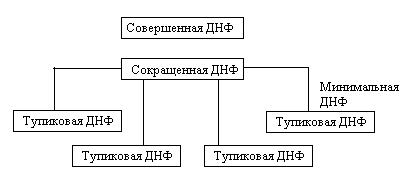 Совершенная ДНФ
Сокращенная ДНФ
Минимальная
ДНФ
Тупиковая ДНФ
Тупиковая ДНФ
Тупиковая ДНФ
Тупиковая ДНФ